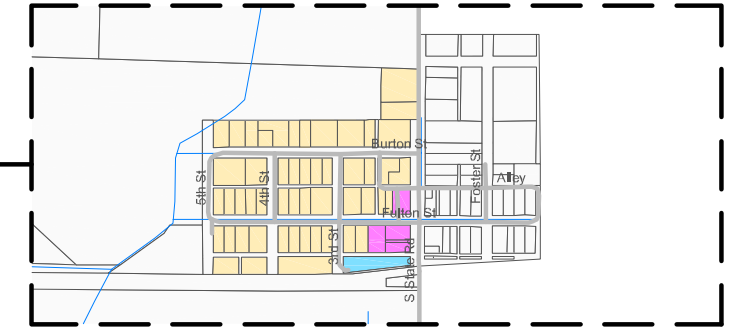 Burton St
5th St
4th St
Foster St
Alley
Fulton St
3rd St
S State Rd